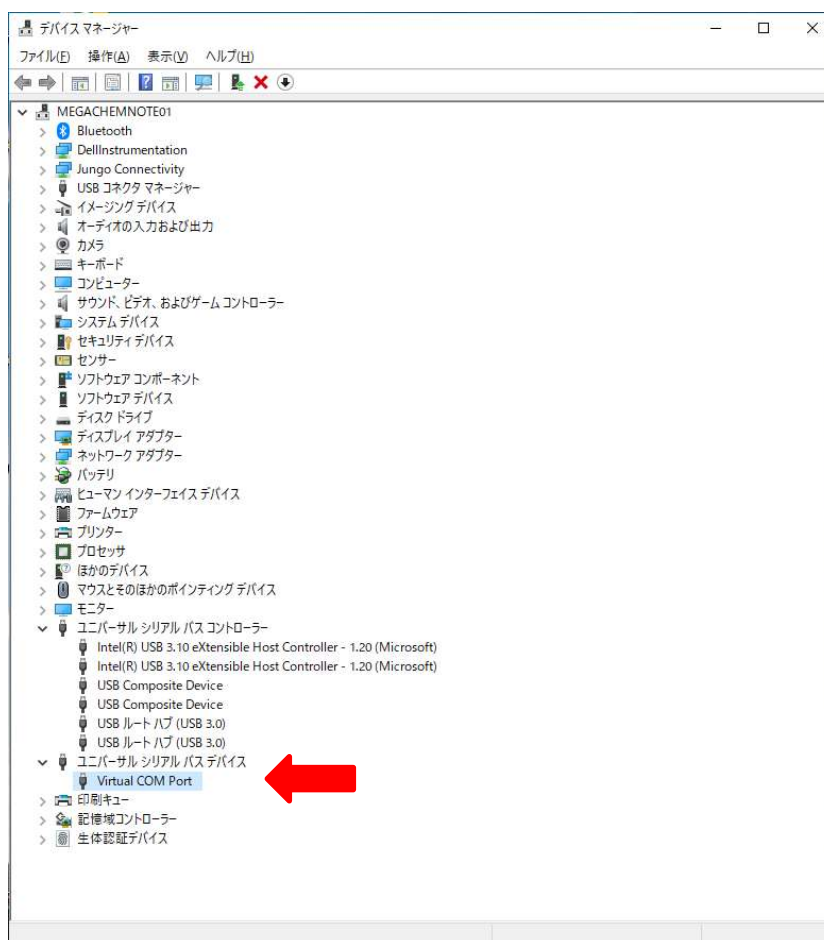 デバイス マネージャー
ファイル(F) 操作(A) 表示(V) ヘルプ(H)
MEGACHEMNOTE01
Bluetooth
DellInstrumentation
Jungo Connectivity
USB コネクタ マネージャー
イメージング デバイス
オーディオの入力および出力
カメラ
キーボード
コンピューター
サウンド、ビデオ、およびゲーム コントローラー
システム デバイス
セキュリティ デバイス
センサー
ソフトウェア コンポーネント
ソフトウェア デバイス
ディスク ドライブ
ディスプレイ アダプター
ネットワーク アダプター
バッテリ
ヒューマン インターフェイス デバイス
ファームウェア
プリンター
プロセッサ
ほかのデバイス
マウスとそのほかのポインティング デバイス
モニター
ユニバーサル シリアル バス コントローラー
Intel(R) USB 3.10 eXtensible Host Controller - 1.20 (Microsoft)
Intel(R) USB 3.10 eXtensible Host Controller - 1.20 (Microsoft)
USB Composite Device
USB Composite Device
USB ルート ハブ (USB 3.0)
USB ルート ハブ (USB 3.0)
ユニバーサル シリアル バス デバイス
Virtual COM Port
印刷キュー
記憶域コントローラー
生体認証デバイス